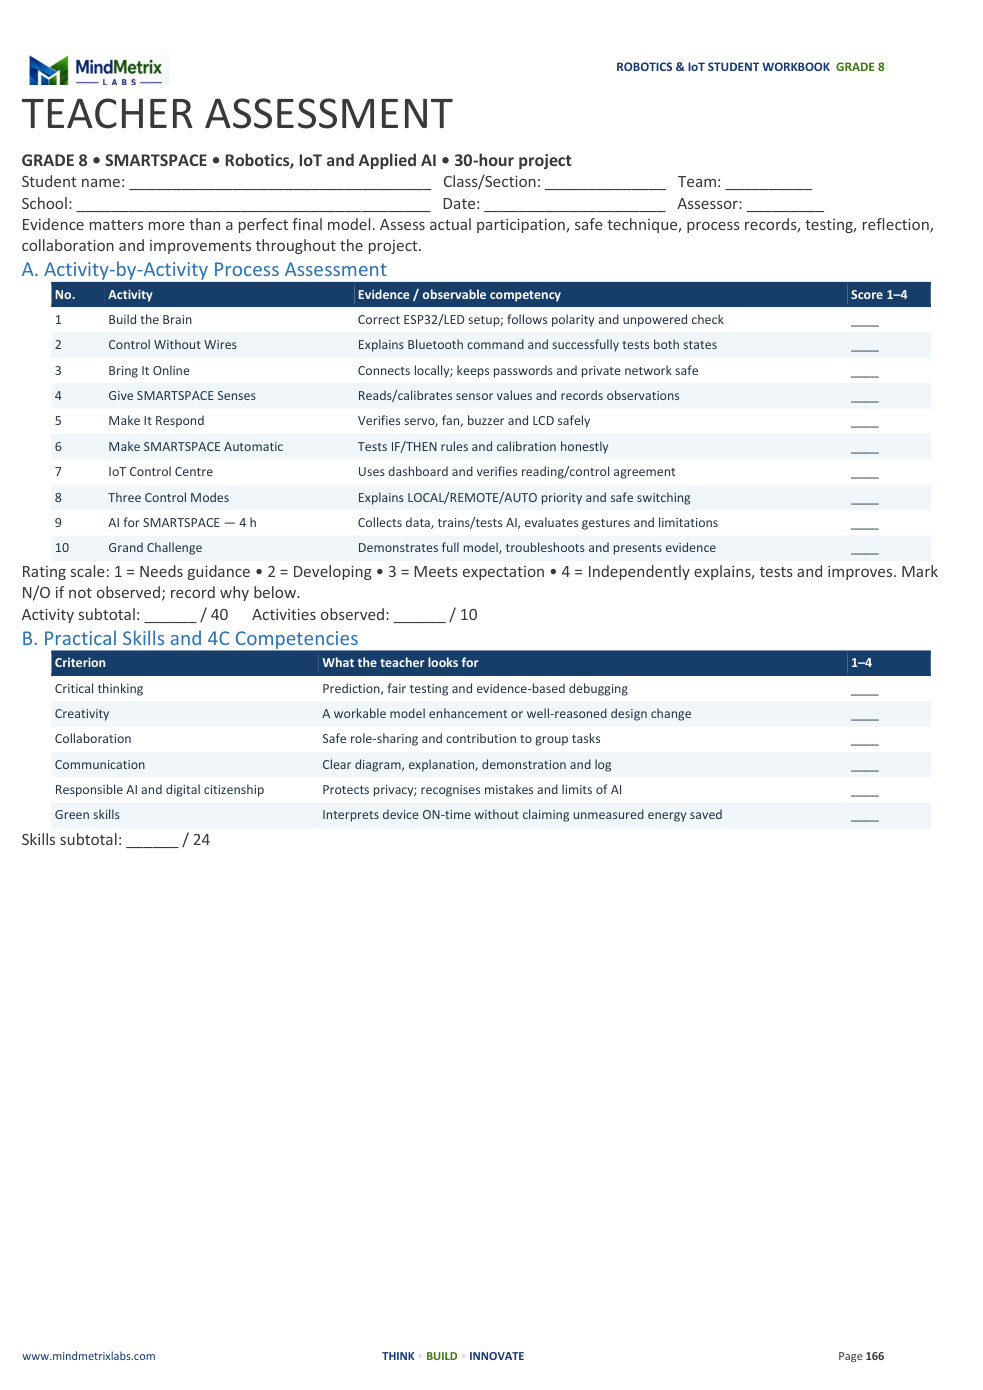 MindMetrix
LABS
ROBOTICS & IoT STUDENT WORKBOOK GRADE 8
TEACHER ASSESSMENT
GRADE 8 • SMARTSPACE • Robotics, IoT and Applied AI • 30-hour project
Student name: ___________________________________ Class/Section: ______________ Team: __________
School: _________________________________________ Date: _____________________ Assessor: _________
Evidence matters more than a perfect final model. Assess actual participation, safe technique, process records, testing, reflection,
collaboration and improvements throughout the project.
A. Activity-by-Activity Process Assessment
No. Activity Evidence / observable competency Score 1–4
1 Build the Brain Correct ESP32/LED setup; follows polarity and unpowered check ____
2 Control Without Wires Explains Bluetooth command and successfully tests both states ____
3 Bring It Online Connects locally; keeps passwords and private network safe ____
4 Give SMARTSPACE Senses Reads/calibrates sensor values and records observations ____
5 Make It Respond Verifies servo, fan, buzzer and LCD safely ____
6 Make SMARTSPACE Automatic Tests IF/THEN rules and calibration honestly ____
7 IoT Control Centre Uses dashboard and verifies reading/control agreement ____
8 Three Control Modes Explains LOCAL/REMOTE/AUTO priority and safe switching ____
9 AI for SMARTSPACE — 4 h Collects data, trains/tests AI, evaluates gestures and limitations ____
10 Grand Challenge Demonstrates full model, troubleshoots and presents evidence ____
Rating scale: 1 = Needs guidance • 2 = Developing • 3 = Meets expectation • 4 = Independently explains, tests and improves. Mark
N/O if not observed; record why below.
Activity subtotal: ______ / 40 Activities observed: ______ / 10
B. Practical Skills and 4C Competencies
Criterion What the teacher looks for 1–4
Critical thinking Prediction, fair testing and evidence-based debugging ____
Creativity A workable model enhancement or well-reasoned design change ____
Collaboration Safe role-sharing and contribution to group tasks ____
Communication Clear diagram, explanation, demonstration and log ____
Responsible AI and digital citizenship Protects privacy; recognises mistakes and limits of AI ____
Green skills Interprets device ON-time without claiming unmeasured energy saved ____
Skills subtotal: ______ / 24
www.mindmetrixlabs.com THINK • BUILD • INNOVATE Page 166